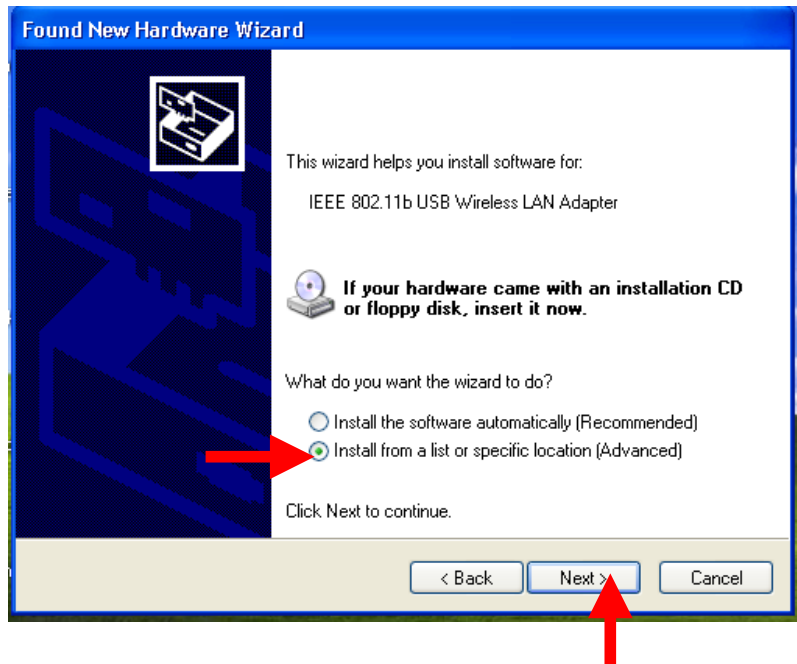 Found New Hardware Wizard
This wizard helps you install software for:
IEEE 802.11b USB Wireless LAN Adapter
If your hardware came with an installation CD
or floppy disk, insert it now.
What do you want the wizard to do?
Install the software automatically (Recommended)
Install from a list or specific location (Advanced)
Click Next to continue.
< Back
Next >
Cancel